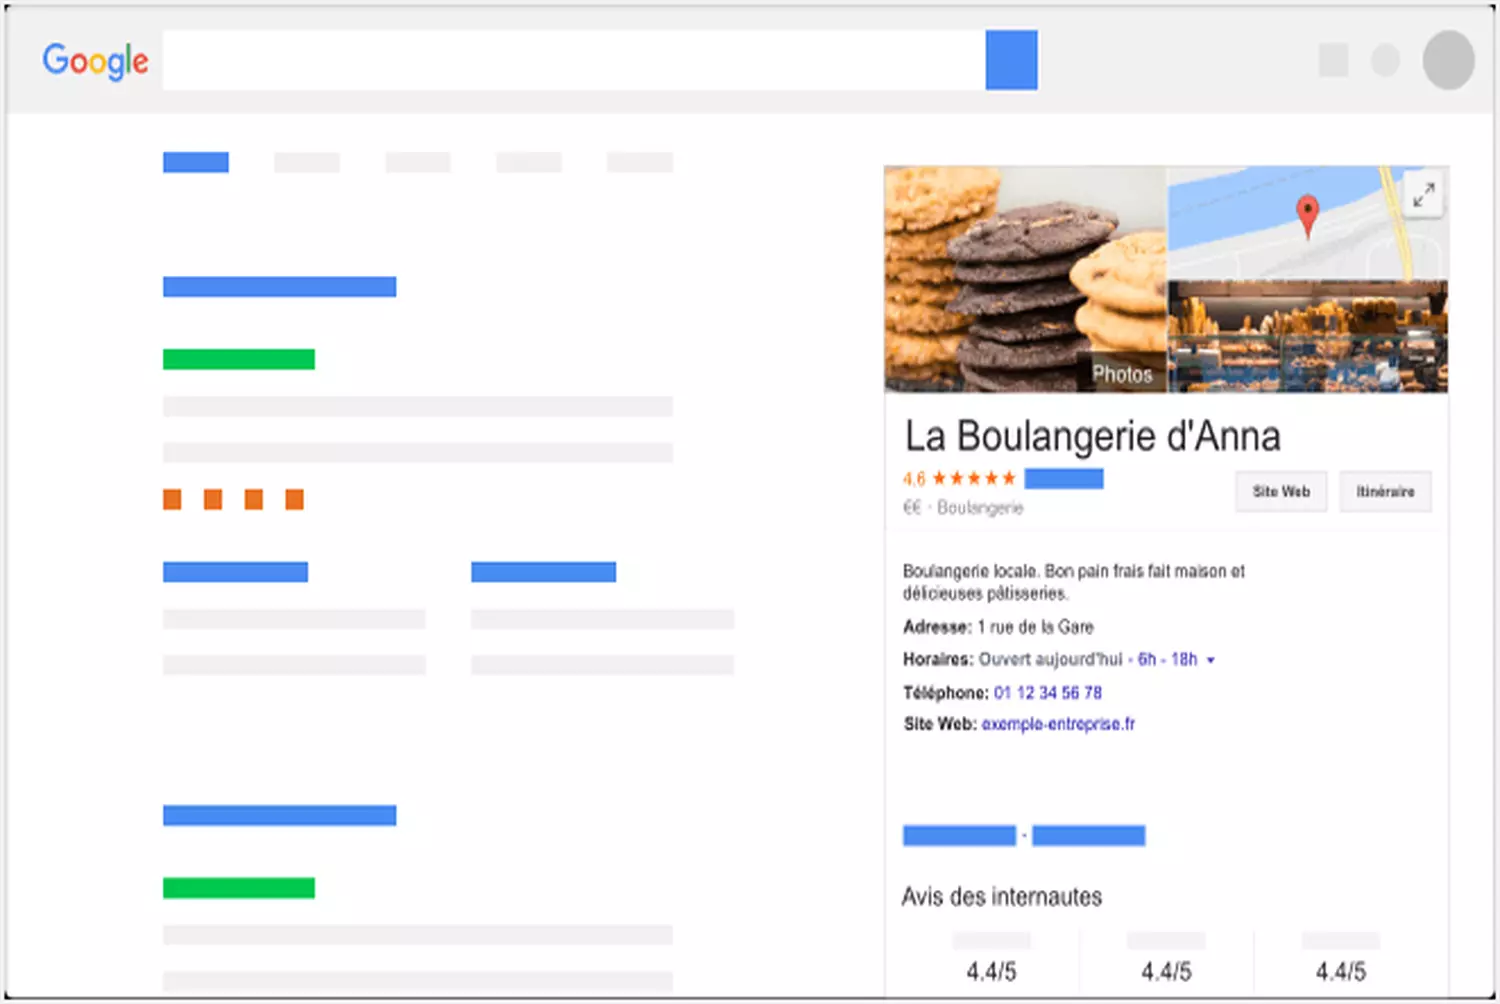 Google
Photos
La Boulangerie d'Anna
4,6 ★★★★★
€€ · Boulangerie
Site Web
Itinéraire
Boulangerie locale. Bon pain frais fait maison et
délicieuses pâtisseries.
Adresse: 1 rue de la Gare
Horaires: Ouvert aujourd'hui - 6h - 18h
Téléphone: 01 12 34 56 78
Site Web: exemple-entreprise.fr
Avis des internautes
4.4/5 4.4/5 4.4/5